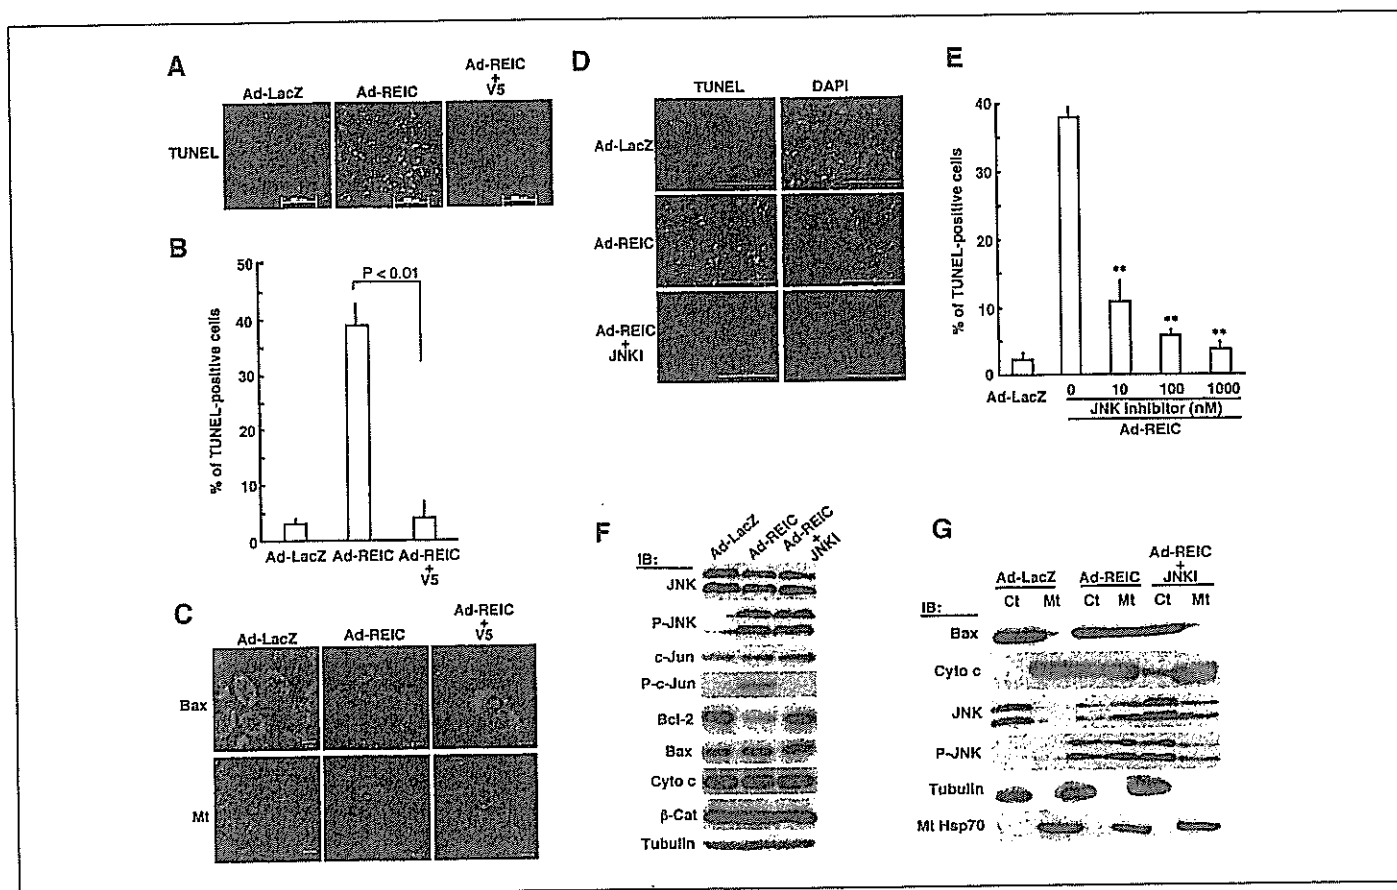 A
Ad-LacZ
Ad-REIC
Ad-REIC
+
V5
TUNEL
B
% of TUNEL-positive cells
50
40
30
20
10
0
P < 0.01
Ad-LacZ
Ad-REIC
Ad-REIC
+
V5
C
Ad-LacZ
Ad-REIC
Ad-REIC
+
V5
Bax
Mt
D
TUNEL
DAPI
Ad-LacZ
Ad-REIC
Ad-REIC
+
JNKI
E
% of TUNEL-positive cells
40
30
20
10
0
**
**
**
Ad-LacZ
0 10 100 1000
JNK inhibitor (nM)
Ad-REIC
F
Ad-LacZ
Ad-REIC
Ad-REIC
+
JNKI
IB:
JNK
P-JNK
c-Jun
P-c-Jun
Bcl-2
Bax
Cyto c
β-Cat
Tubulin
G
Ad-LacZ
Ad-REIC
Ad-REIC
+
JNKI
Ct Mt Ct Mt Ct Mt
IB:
Bax
Cyto c
JNK
P-JNK
Tubulin
Mt Hsp70